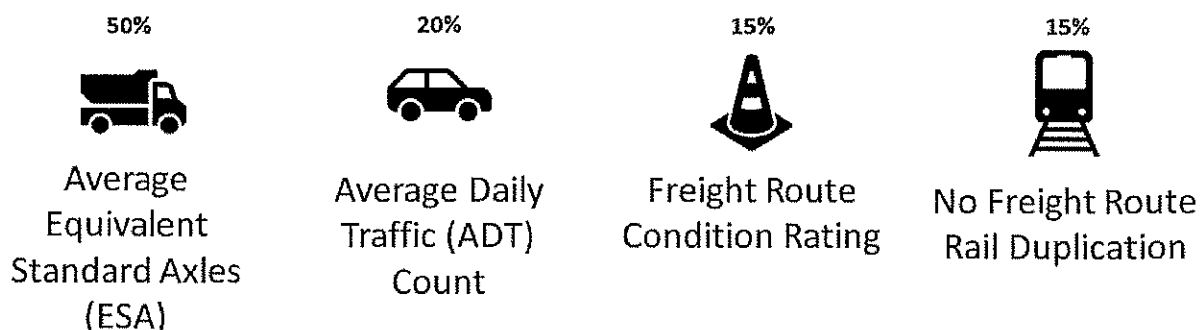 50%
Average
Equivalent
Standard Axles
(ESA)
20%
Average Daily
Traffic (ADT)
Count
15%
Freight Route
Condition Rating
15%
No Freight Route
Rail Duplication